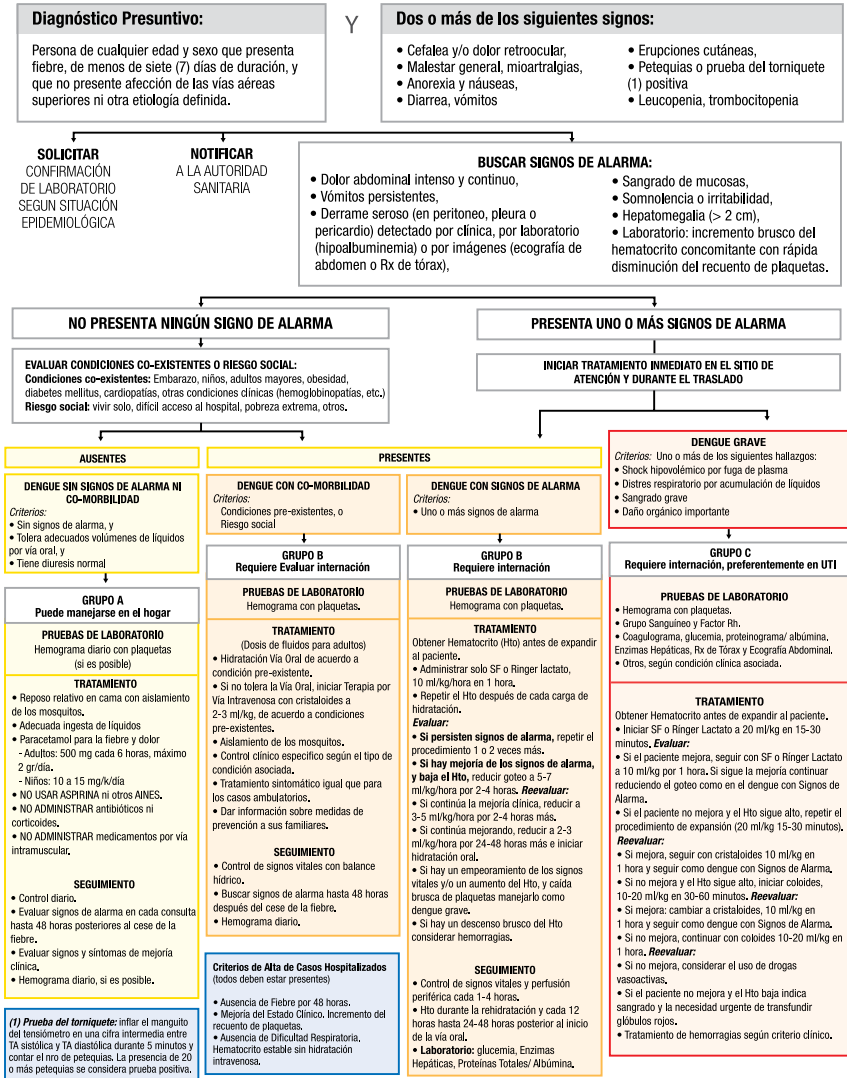 Diagnóstico Presuntivo:
Persona de cualquier edad y sexo que presenta
fiebre, de menos de siete (7) días de duración, y
que no presente afección de las vías aéreas
superiores ni otra etiología definida.
Y
Dos o más de los siguientes signos:
• Cefalea y/o dolor retroocular,
• Malestar general, mioartralgias,
• Anorexia y náuseas,
• Diarrea, vómitos
• Erupciones cutáneas,
• Petequias o prueba del torniquete
(1) positiva
• Leucopenia, trombocitopenia
SOLICITAR
CONFIRMACIÓN
DE LABORATORIO
SEGUN SITUACIÓN
EPIDEMIOLÓGICA
NOTIFICAR
A LA AUTORIDAD
SANITARIA
BUSCAR SIGNOS DE ALARMA:
• Dolor abdominal intenso y continuo,
• Vómitos persistentes,
• Derrame seroso (en peritoneo, pleura o
pericardio) detectado por clínica, por laboratorio
(hipoalbuminemia) o por imágenes (ecografía de
abdomen o Rx de tórax),
• Sangrado de mucosas,
• Somnolencia o irritabilidad,
• Hepatomegalia (> 2 cm),
• Laboratorio: incremento brusco del
hematocrito concomitante con rápida
disminución del recuento de plaquetas.
NO PRESENTA NINGÚN SIGNO DE ALARMA
EVALUAR CONDICIONES CO-EXISTENTES O RIESGO SOCIAL:
Condiciones co-existentes: Embarazo, niños, adultos mayores, obesidad,
diabetes mellitus, cardiopatías, otras condiciones clínicas (hemoglobinopatías, etc.)
Riesgo social: vivir solo, difícil acceso al hospital, pobreza extrema, otros.
PRESENTA UNO O MÁS SIGNOS DE ALARMA
INICIAR TRATAMIENTO INMEDIATO EN EL SITIO DE
ATENCIÓN Y DURANTE EL TRASLADO
AUSENTES
DENGUE SIN SIGNOS DE ALARMA NI
CO-MORBILIDAD
Criterios:
• Sin signos de alarma, y
• Tolera adecuados volúmenes de líquidos
por vía oral, y
• Tiene diuresis normal
GRUPO A
Puede manejarse en el hogar
PRUEBAS DE LABORATORIO
Hemograma diario con plaquetas
(si es posible)
TRATAMIENTO
• Reposo relativo en cama con aislamiento
de los mosquitos.
• Adecuada ingesta de líquidos
• Paracetamol para la fiebre y dolor
- Adultos: 500 mg cada 6 horas, máximo
2 gr/día.
- Niños: 10 a 15 mg/k/día
• NO USAR ASPIRINA ni otros AINES.
• NO ADMINISTRAR antibióticos ni
corticoides.
• NO ADMINISTRAR medicamentos por vía
intramuscular.
SEGUIMIENTO
• Control diario.
• Evaluar signos de alarma en cada consulta
hasta 48 horas posteriores al cese de la
fiebre.
• Evaluar signos y síntomas de mejoría
clínica.
• Hemograma diario, si es posible.
(1) Prueba del torniquete: inflar el manguito
del tensiómetro en una cifra intermedia entre
TA sistólica y TA diastólica durante 5 minutos y
contar el nro de petequias. La presencia de 20
o más petequias se considera prueba positiva.
PRESENTES
DENGUE CON CO-MORBILIDAD
Criterios:
Condiciones pre-existentes, o
Riesgo social
GRUPO B
Requiere Evaluar internación
PRUEBAS DE LABORATORIO
Hemograma con plaquetas.
TRATAMIENTO
(Dosis de fluidos para adultos)
• Hidratación Vía Oral de acuerdo a
condición pre-existente.
• Si no tolera la Vía Oral, iniciar Terapia por
Vía Intravenosa con cristaloides a
2-3 ml/kg, de acuerdo a condiciones
pre-existentes.
• Aislamiento de los mosquitos.
• Control clínico especifico según el tipo de
condición asociada.
• Tratamiento sintomático igual que para
los casos ambulatorios.
• Dar información sobre medidas de
prevención a sus familiares.
SEGUIMIENTO
• Control de signos vitales con balance
hídrico.
• Buscar signos de alarma hasta 48 horas
después del cese de la fiebre.
• Hemograma diario.
Criterios de Alta de Casos Hospitalizados
(todos deben estar presentes)
• Ausencia de Fiebre por 48 horas.
• Mejoría del Estado Clínico. Incremento del
recuento de plaquetas.
• Ausencia de Dificultad Respiratoria.
Hematocrito estable sin hidratación
intravenosa.
DENGUE CON SIGNOS DE ALARMA
Criterios:
• Uno o más signos de alarma
GRUPO B
Requiere internación
PRUEBAS DE LABORATORIO
Hemograma con plaquetas.
TRATAMIENTO
Obtener Hematocrito (Hto) antes de expandir
al paciente.
• Administrar solo SF o Ringer lactato,
10 ml/kg/hora en 1 hora.
• Repetir el Hto después de cada carga de
hidratación.
Evaluar:
• Si persisten signos de alarma, repetir el
procedimiento 1 o 2 veces más.
• Si hay mejoría de los signos de alarma,
y baja el Hto, reducir goteo a 5-7
ml/kg/hora por 2-4 horas. Reevaluar:
• Si continúa la mejoría clínica, reducir a
3-5 ml/kg/hora por 2-4 horas más.
• Si continúa mejorando, reducir a 2-3
ml/kg/hora por 24-48 horas más e iniciar
hidratación oral.
• Si hay un empeoramiento de los signos
vitales y/o un aumento del Hto, y caída
brusca de plaquetas manejarlo como
dengue grave.
• Si hay un descenso brusco del Hto
considerar hemorragias.
SEGUIMIENTO
• Control de signos vitales y perfusión
periférica cada 1-4 horas.
• Hto durante la rehidratación y cada 12
horas hasta 24-48 horas posterior al inicio
de la vía oral.
• Laboratorio: glucemia, Enzimas
Hepáticas, Proteínas Totales/ Albúmina.
DENGUE GRAVE
Criterios: Uno o más de los siguientes hallazgos:
• Shock hipovolémico por fuga de plasma
• Distres respiratorio por acumulación de líquidos
• Sangrado grave
• Daño orgánico importante
GRUPO C
Requiere internación, preferentemente en UTI
PRUEBAS DE LABORATORIO
• Hemograma con plaquetas.
• Grupo Sanguíneo y Factor Rh.
• Coagulograma, glucemia, proteinograma/ albúmina.
Enzimas Hepáticas, Rx de Tórax y Ecografía Abdominal.
• Otros, según condición clínica asociada.
TRATAMIENTO
Obtener Hematocrito antes de expandir al paciente.
• Iniciar SF o Ringer Lactato a 20 ml/kg en 15-30
minutos. Evaluar:
• Si el paciente mejora, seguir con SF o Ringer Lactato
a 10 ml/kg por 1 hora. Si sigue la mejoría continuar
reduciendo el goteo como en el dengue con Signos de
Alarma.
• Si el paciente no mejora y el Hto sigue alto, repetir el
procedimiento de expansión (20 ml/kg 15-30 minutos).
Reevaluar:
• Si mejora, seguir con cristaloides 10 ml/kg en
1 hora y seguir como dengue con Signos de Alarma.
• Si no mejora y el Hto sigue alto, iniciar coloides,
10-20 ml/kg en 30-60 minutos. Reevaluar:
• Si mejora: cambiar a cristaloides, 10 ml/kg en
1 hora y seguir como dengue con Signos de Alarma.
• Si no mejora, continuar con coloides 10-20 ml/kg en
1 hora. Reevaluar:
• Si no mejora, considerar el uso de drogas
vasoactivas.
• Si el paciente no mejora y el Hto baja indica
sangrado y la necesidad urgente de transfundir
glóbulos rojos.
• Tratamiento de hemorragias según criterio clínico.